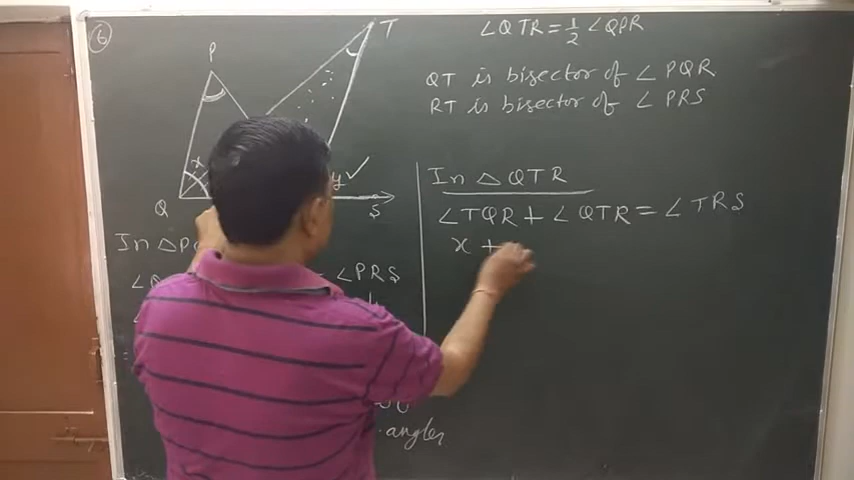 6
P
T
x
y ✓
Q
S
In △P
∠Q
∠PRS
angles
∠QTR = 1/2 ∠QPR
QT is bisector of ∠ PQR
RT is bisector of ∠ PRS
In △ QTR
∠TQR + ∠QTR = ∠TRS
x +